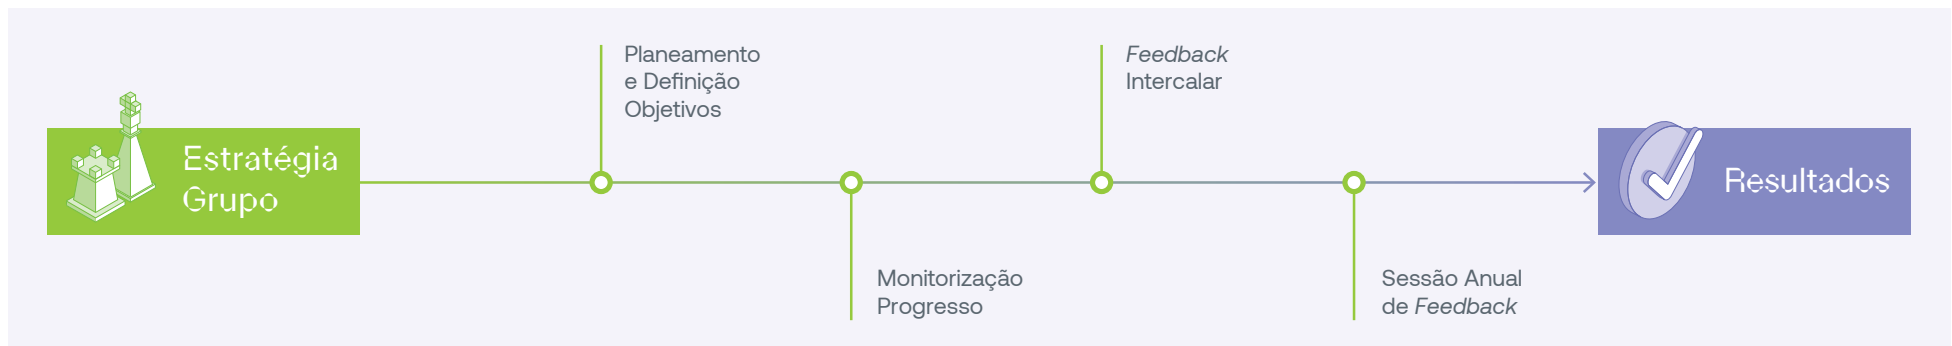 Estratégia
Grupo
Planeamento
e Definição
Objetivos
Monitorização
Progresso
Feedback
Intercalar
Sessão Anual
de Feedback
Resultados